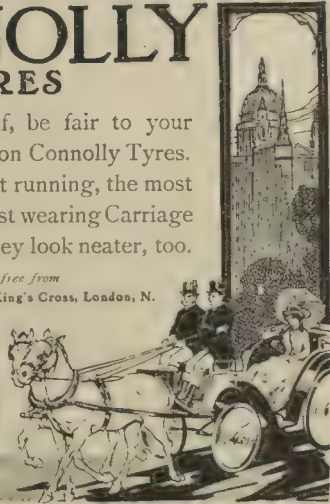 NOLLY
RES
f, be fair to your
on Connolly Tyres.
t running, the most
st wearing Carriage
ey look neater, too.
free from
King's Cross, London, N.